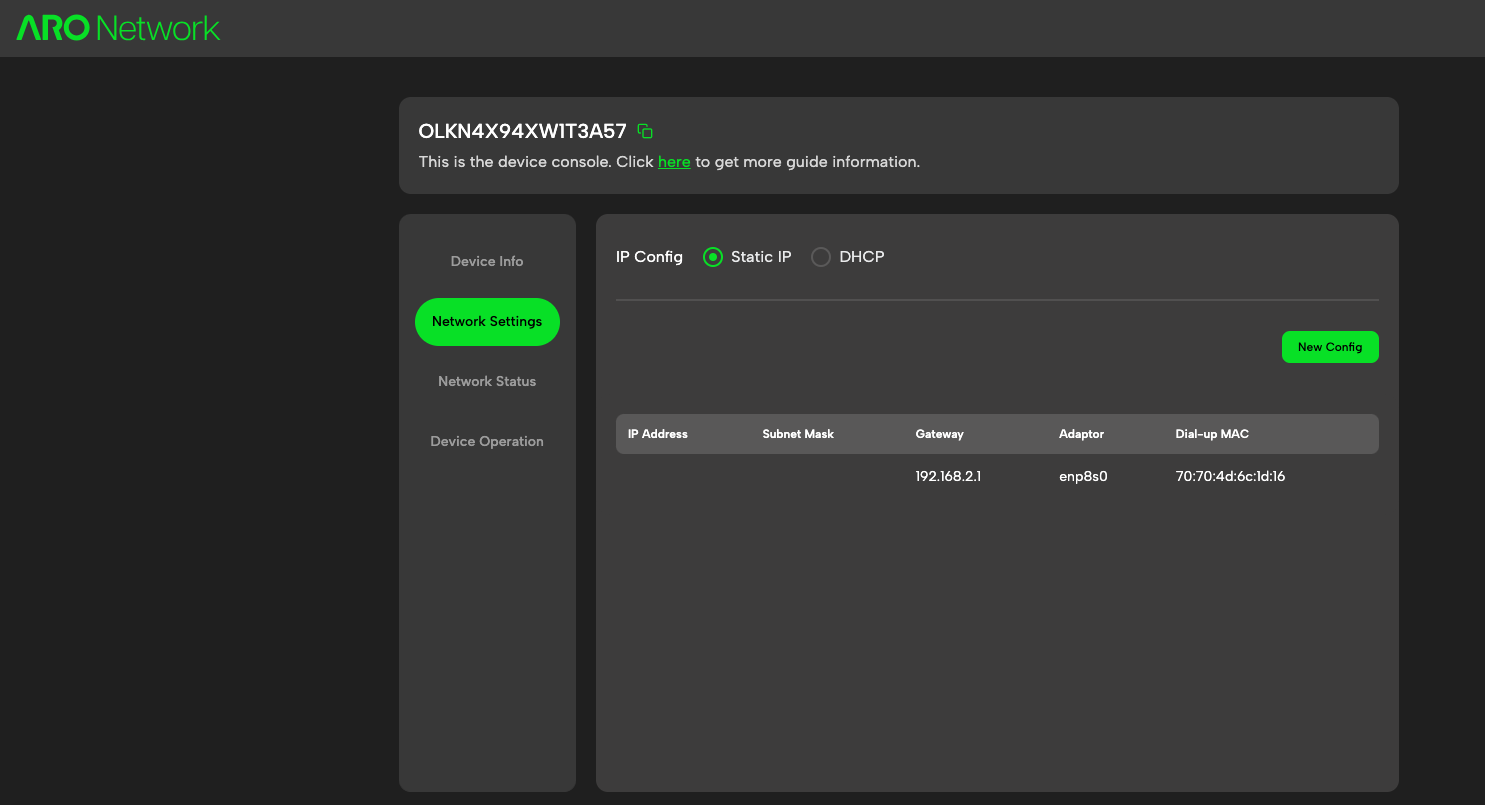 ARO Network
OLKN4X94XW1T3A57
This is the device console. Click here to get more guide information.
Device Info
Network Settings
Network Status
Device Operation
IP Config Static IP DHCP
New Config
IP Address Subnet Mask Gateway Adaptor Dial-up MAC
192.168.2.1 enp8s0 70:70:4d:6c:1d:16